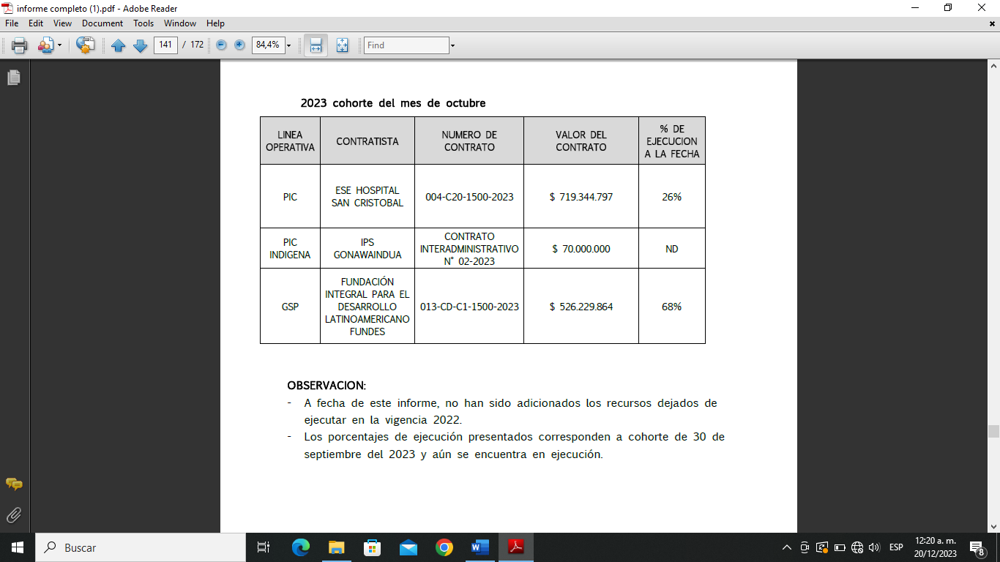 informe completo (1).pdf - Adobe Reader
File Edit View Document Tools Window Help
141 / 172 84,4% Find
2023 cohorte del mes de octubre
LINEA OPERATIVA
CONTRATISTA
NUMERO DE CONTRATO
VALOR DEL CONTRATO
% DE EJECUCION A LA FECHA
PIC
ESE HOSPITAL SAN CRISTOBAL
004-C20-1500-2023
$ 719.344.797
26%
PIC INDIGENA
IPS GONAWAINDUA
CONTRATO INTERADMINISTRATIVO N° 02-2023
$ 70.000.000
ND
GSP
FUNDACIÓN INTEGRAL PARA EL DESARROLLO LATINOAMERICANO FUNDES
013-CD-C1-1500-2023
$ 526.229.864
68%
OBSERVACION:
- A fecha de este informe, no han sido adicionados los recursos dejados de
ejecutar en la vigencia 2022.
- Los porcentajes de ejecución presentados corresponden a cohorte de 30 de
septiembre del 2023 y aún se encuentra en ejecución.
Buscar
ESP
12:20 a. m.
20/12/2023
8